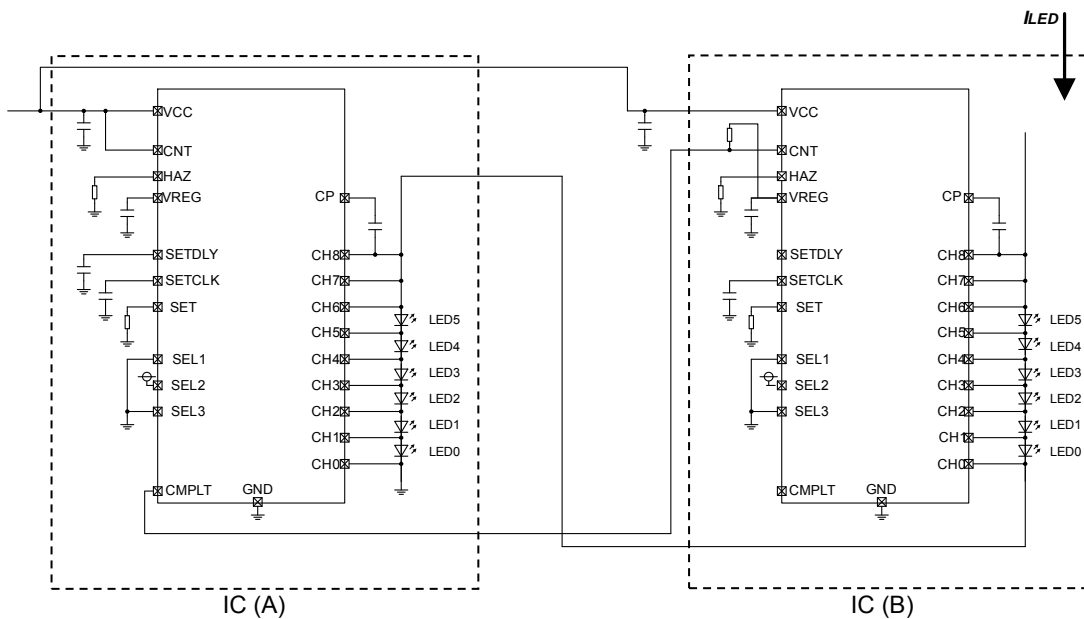 ILED
VCC
CNT
HAZ
VREG
CP
SETDLY
CH8
SETCLK
CH7
SET
CH6
CH5
LED5
SEL1
CH4
LED4
SEL2
CH3
LED3
SEL3
CH2
LED2
CH1
LED1
CH0
LED0
CMPLT
GND
IC (A)
VCC
CNT
HAZ
VREG
CP
SETDLY
CH8
SETCLK
CH7
SET
CH6
CH5
LED5
SEL1
CH4
LED4
SEL2
CH3
LED3
SEL3
CH2
LED2
CH1
LED1
CH0
LED0
CMPLT
GND
IC (B)